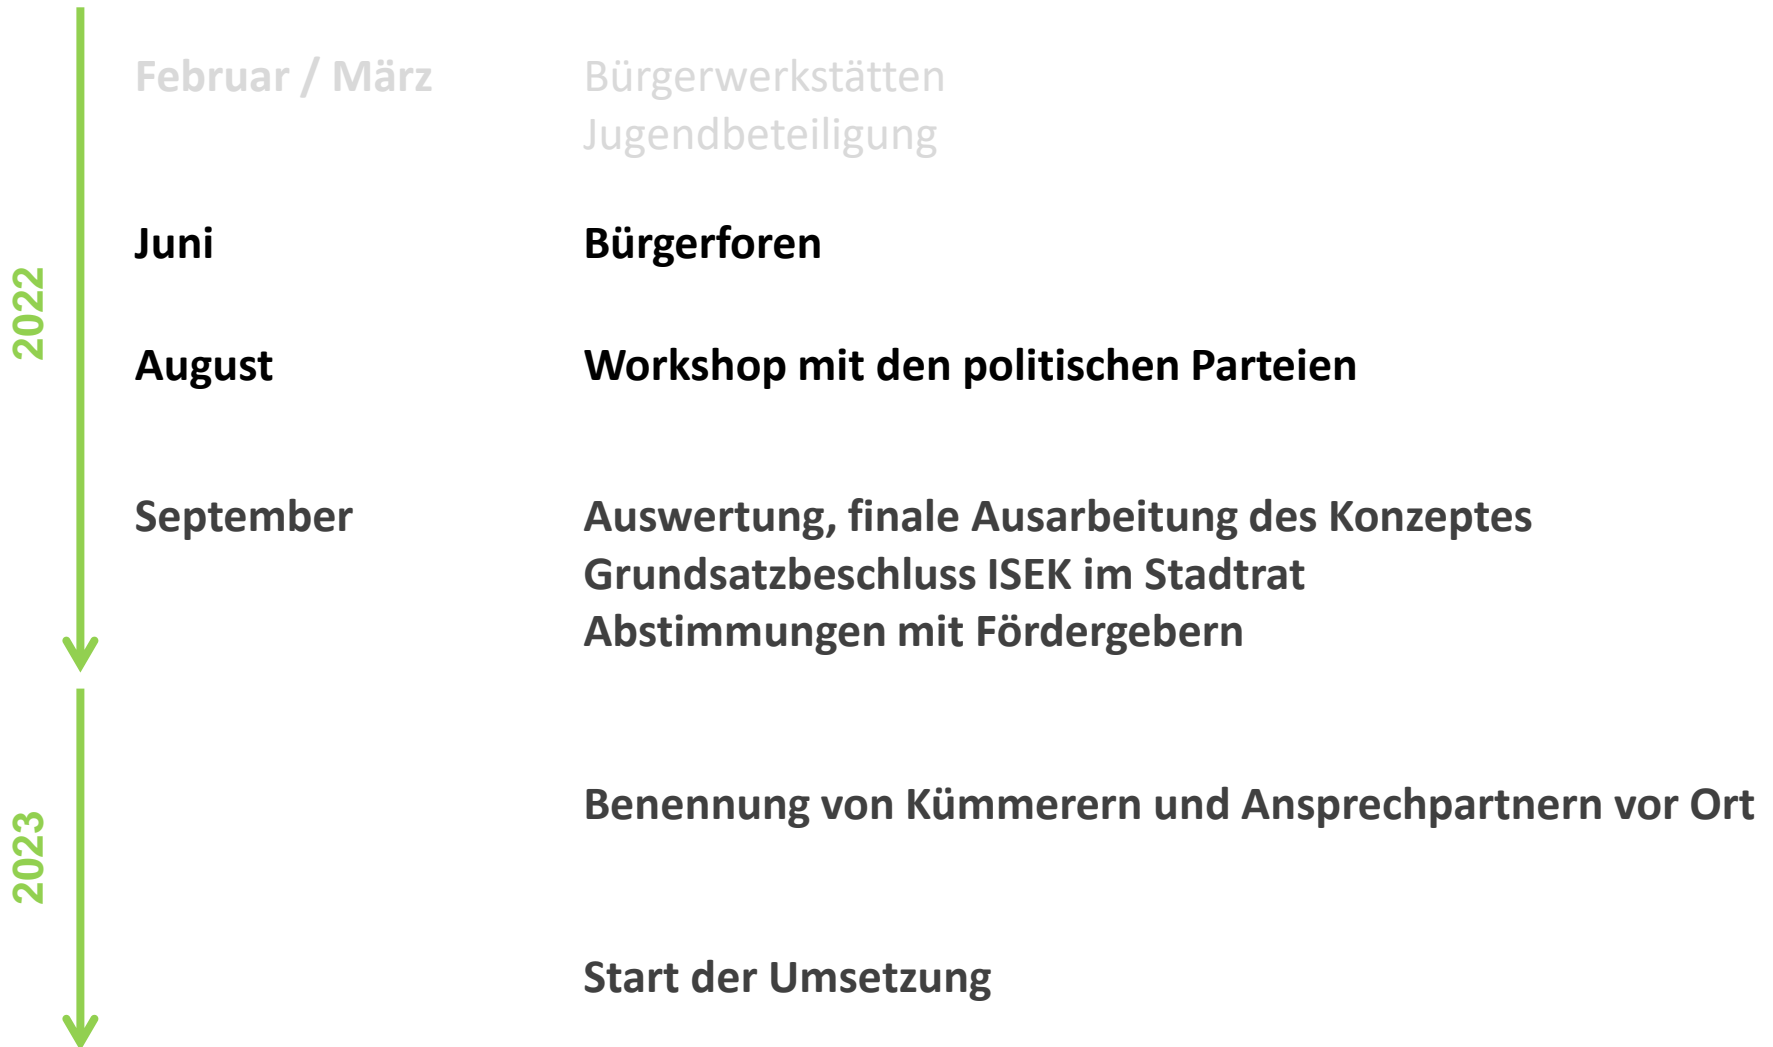 2022
Februar / März Bürgerwerkstätten
Jugendbeteiligung
Juni Bürgerforen
August Workshop mit den politischen Parteien
September Auswertung, finale Ausarbeitung des Konzeptes
Grundsatzbeschluss ISEK im Stadtrat
Abstimmungen mit Fördergebern
2023
Benennung von Kümmerern und Ansprechpartnern vor Ort
Start der Umsetzung